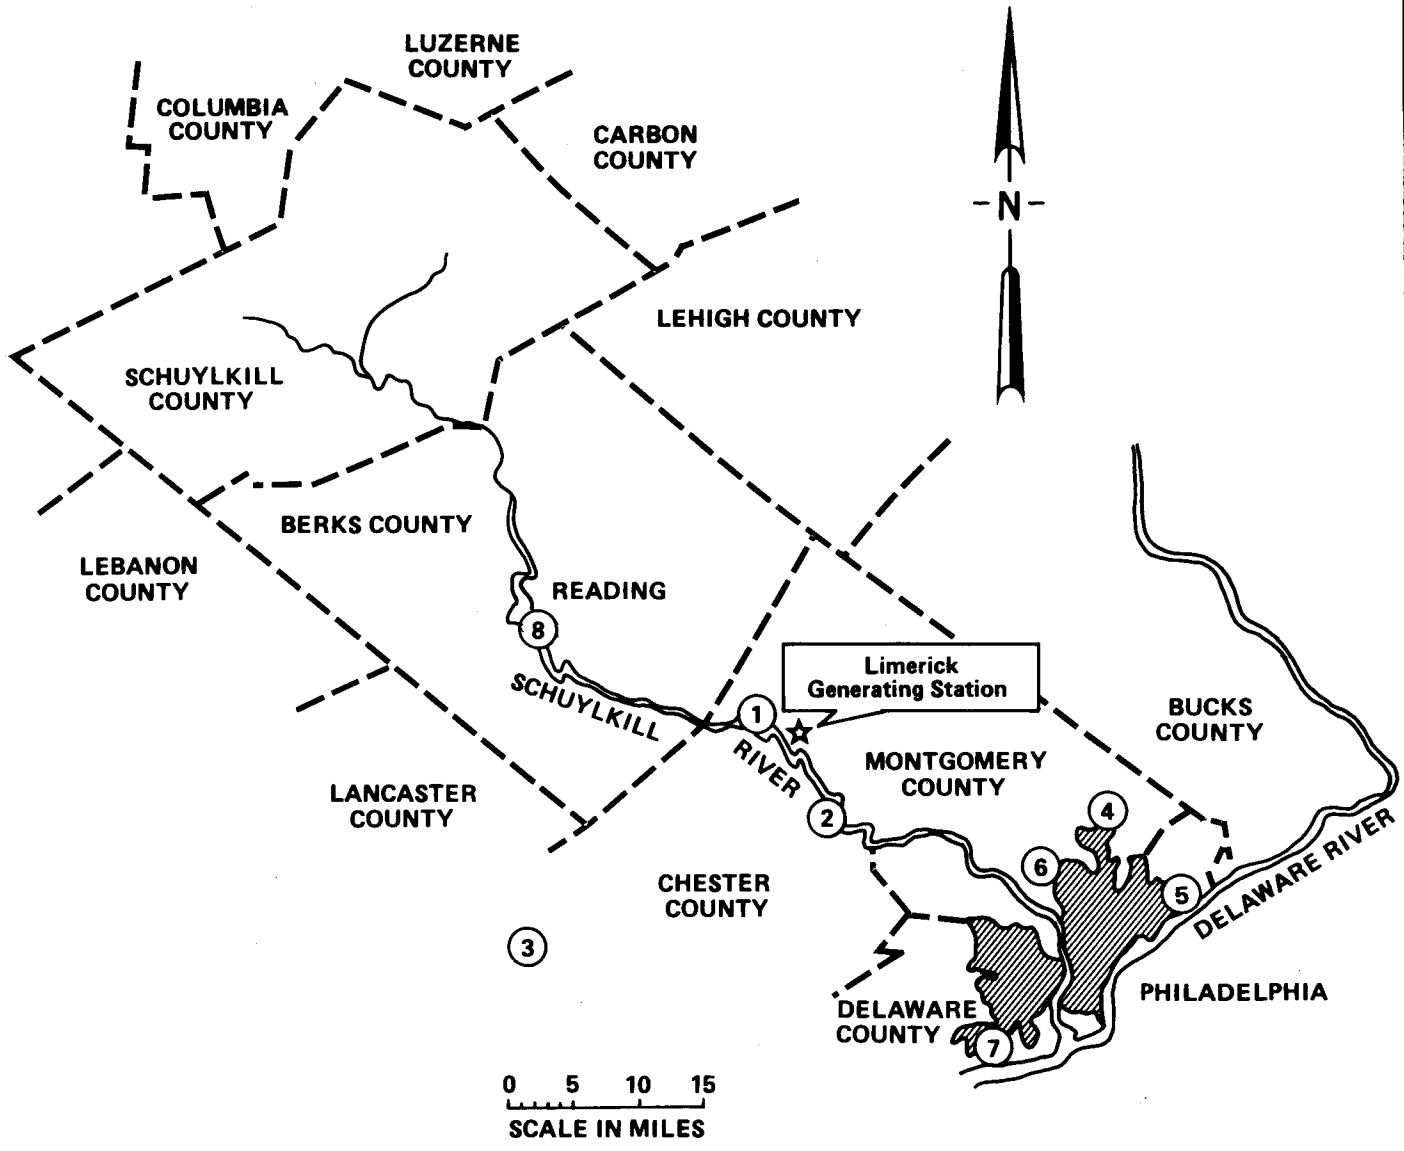 LUZERNE
COUNTY
COLUMBIA
COUNTY
CARBON
COUNTY
- N -
LEHIGH COUNTY
SCHUYLKILL
COUNTY
BERKS COUNTY
LEBANON
COUNTY
READING
8
SCHUYLKILL
RIVER
1
Limerick
Generating Station
BUCKS
COUNTY
MONTGOMERY
COUNTY
LANCASTER
COUNTY
2
4
6
5
DELAWARE RIVER
CHESTER
COUNTY
3
PHILADELPHIA
DELAWARE
COUNTY
7
0 5 10 15
SCALE IN MILES